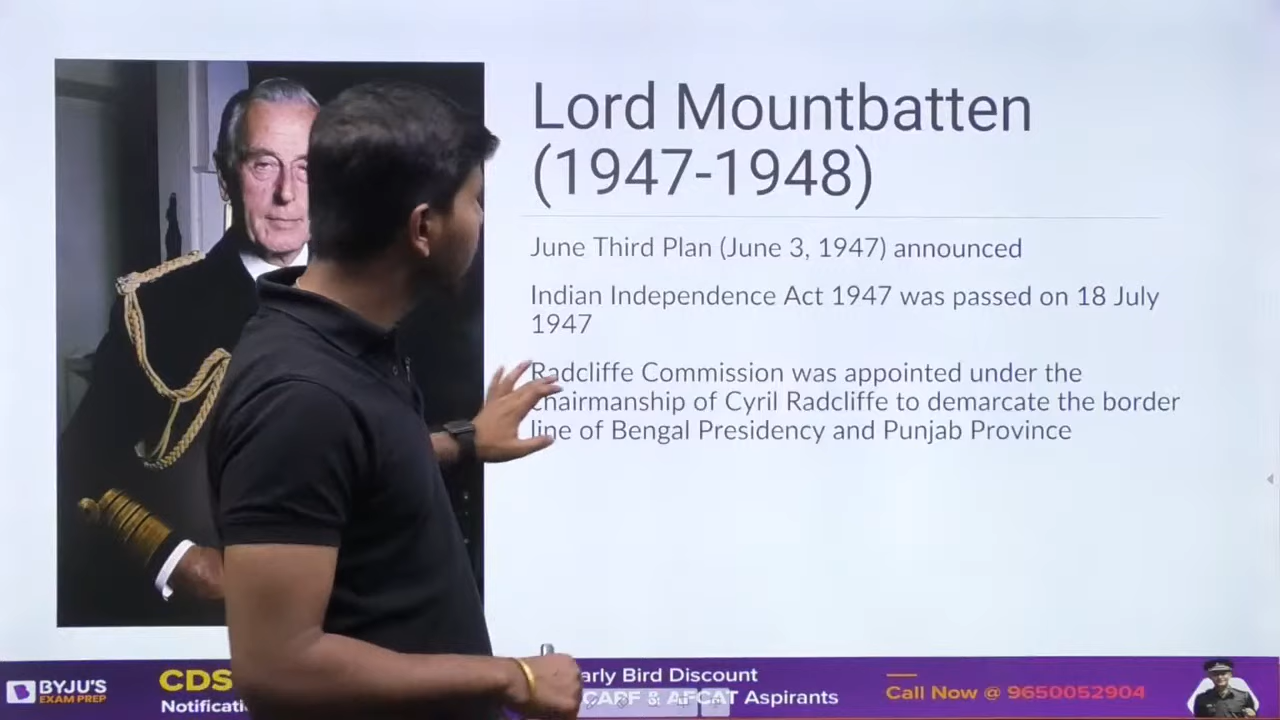 Lord Mountbatten
(1947-1948)
June Third Plan (June 3, 1947) announced
Indian Independence Act 1947 was passed on 18 July
1947
Radcliffe Commission was appointed under the
chairmanship of Cyril Radcliffe to demarcate the border
line of Bengal Presidency and Punjab Province
BYJU'S
EXAM PREP
CDS
Discount
Aspirants
Call Now @ 9650052904